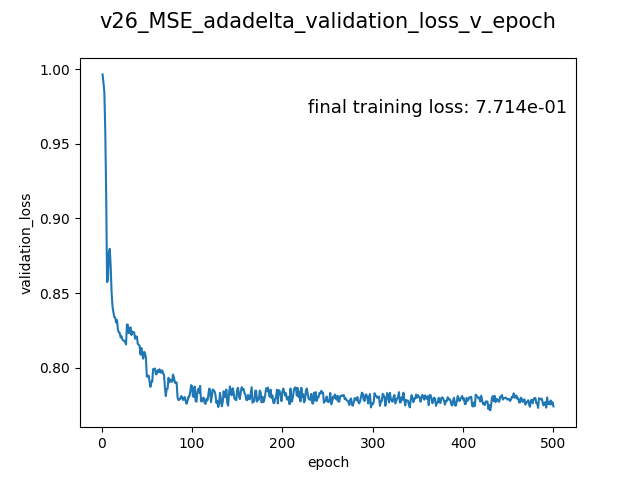 v26_MSE_adadelta_validation_loss_v_epoch
final training loss: 7.714e-01
validation_loss
1.00
0.95
0.90
0.85
0.80
0 100 200 300 400 500
epoch